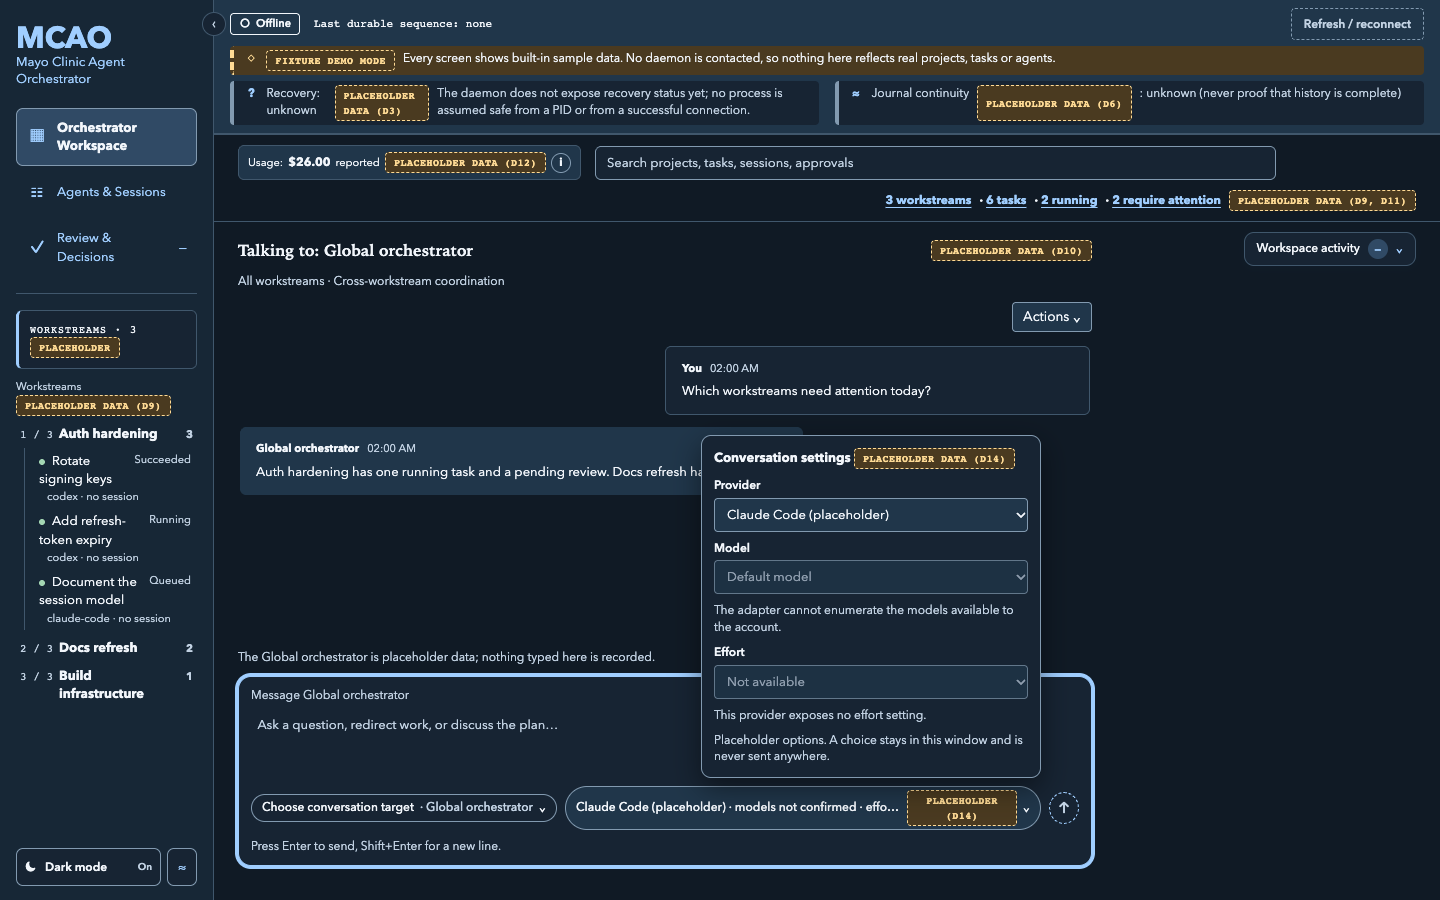 MCAO
Mayo Clinic Agent
Orchestrator
Orchestrator
Workspace
Agents & Sessions
Review &
Decisions
–
WORKSTREAMS · 3
PLACEHOLDER
Workstreams
PLACEHOLDER DATA (D9)
1 / 3 Auth hardening 3
Rotate Succeeded
signing keys
codex · no session
Add refresh- Running
token expiry
codex · no session
Document the Queued
session model
claude-code · no session
2 / 3 Docs refresh 2
3 / 3 Build 1
infrastructure
Dark mode On
≈
Offline Last durable sequence: none
Refresh / reconnect
FIXTURE DEMO MODE Every screen shows built-in sample data. No daemon is contacted, so nothing here reflects real projects, tasks or agents.
? Recovery:
unknown
PLACEHOLDER
DATA (D3)
The daemon does not expose recovery status yet; no process is
assumed safe from a PID or from a successful connection.
≈ Journal continuity PLACEHOLDER DATA (D6) : unknown (never proof that history is complete)
Usage: $26.00 reported PLACEHOLDER DATA (D12) i
Search projects, tasks, sessions, approvals
3 workstreams · 6 tasks · 2 running · 2 require attention PLACEHOLDER DATA (D9, D11)
Talking to: Global orchestrator PLACEHOLDER DATA (D10)
Workspace activity –
All workstreams · Cross-workstream coordination
Actions
You 02:00 AM
Which workstreams need attention today?
Global orchestrator 02:00 AM
Auth hardening has one running task and a pending review. Docs refresh ha
Conversation settings PLACEHOLDER DATA (D14)
Provider
Claude Code (placeholder)
Model
Default model
The adapter cannot enumerate the models available to
the account.
Effort
Not available
This provider exposes no effort setting.
Placeholder options. A choice stays in this window and is
never sent anywhere.
The Global orchestrator is placeholder data; nothing typed here is recorded.
Message Global orchestrator
Ask a question, redirect work, or discuss the plan…
Choose conversation target · Global orchestrator
Claude Code (placeholder) · models not confirmed · effo…
PLACEHOLDER
(D14)
Press Enter to send, Shift+Enter for a new line.